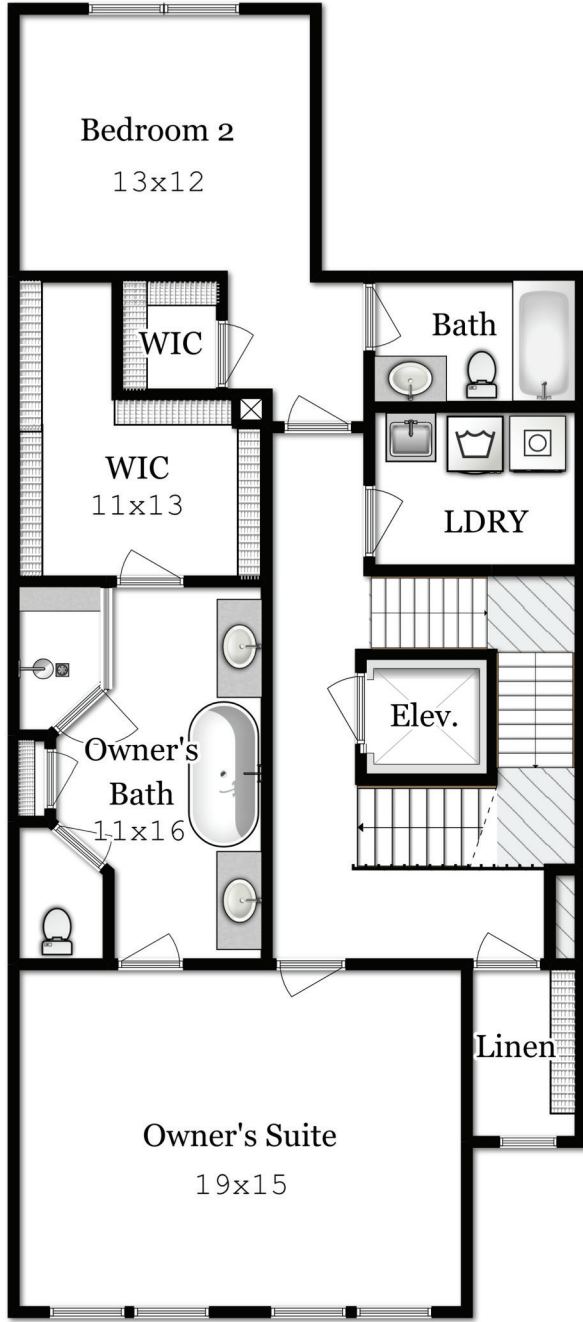 Bedroom 2
13x12
WIC
Bath
WIC
11x13
LDRY
Elev.
Owner's
Bath
11x16
Linen
Owner's Suite
19x15